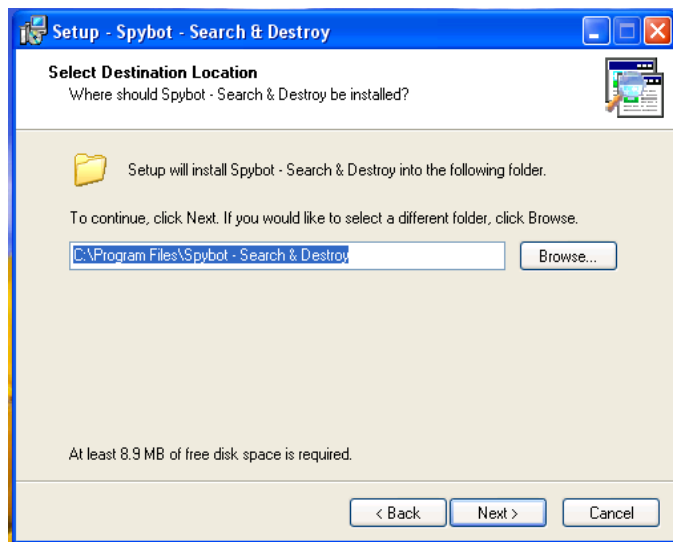 Setup - Spybot - Search & Destroy
Select Destination Location
Where should Spybot - Search & Destroy be installed?
Setup will install Spybot - Search & Destroy into the following folder.
To continue, click Next. If you would like to select a different folder, click Browse.
C:\Program Files\Spybot - Search & Destroy
Browse...
At least 8.9 MB of free disk space is required.
< Back
Next >
Cancel